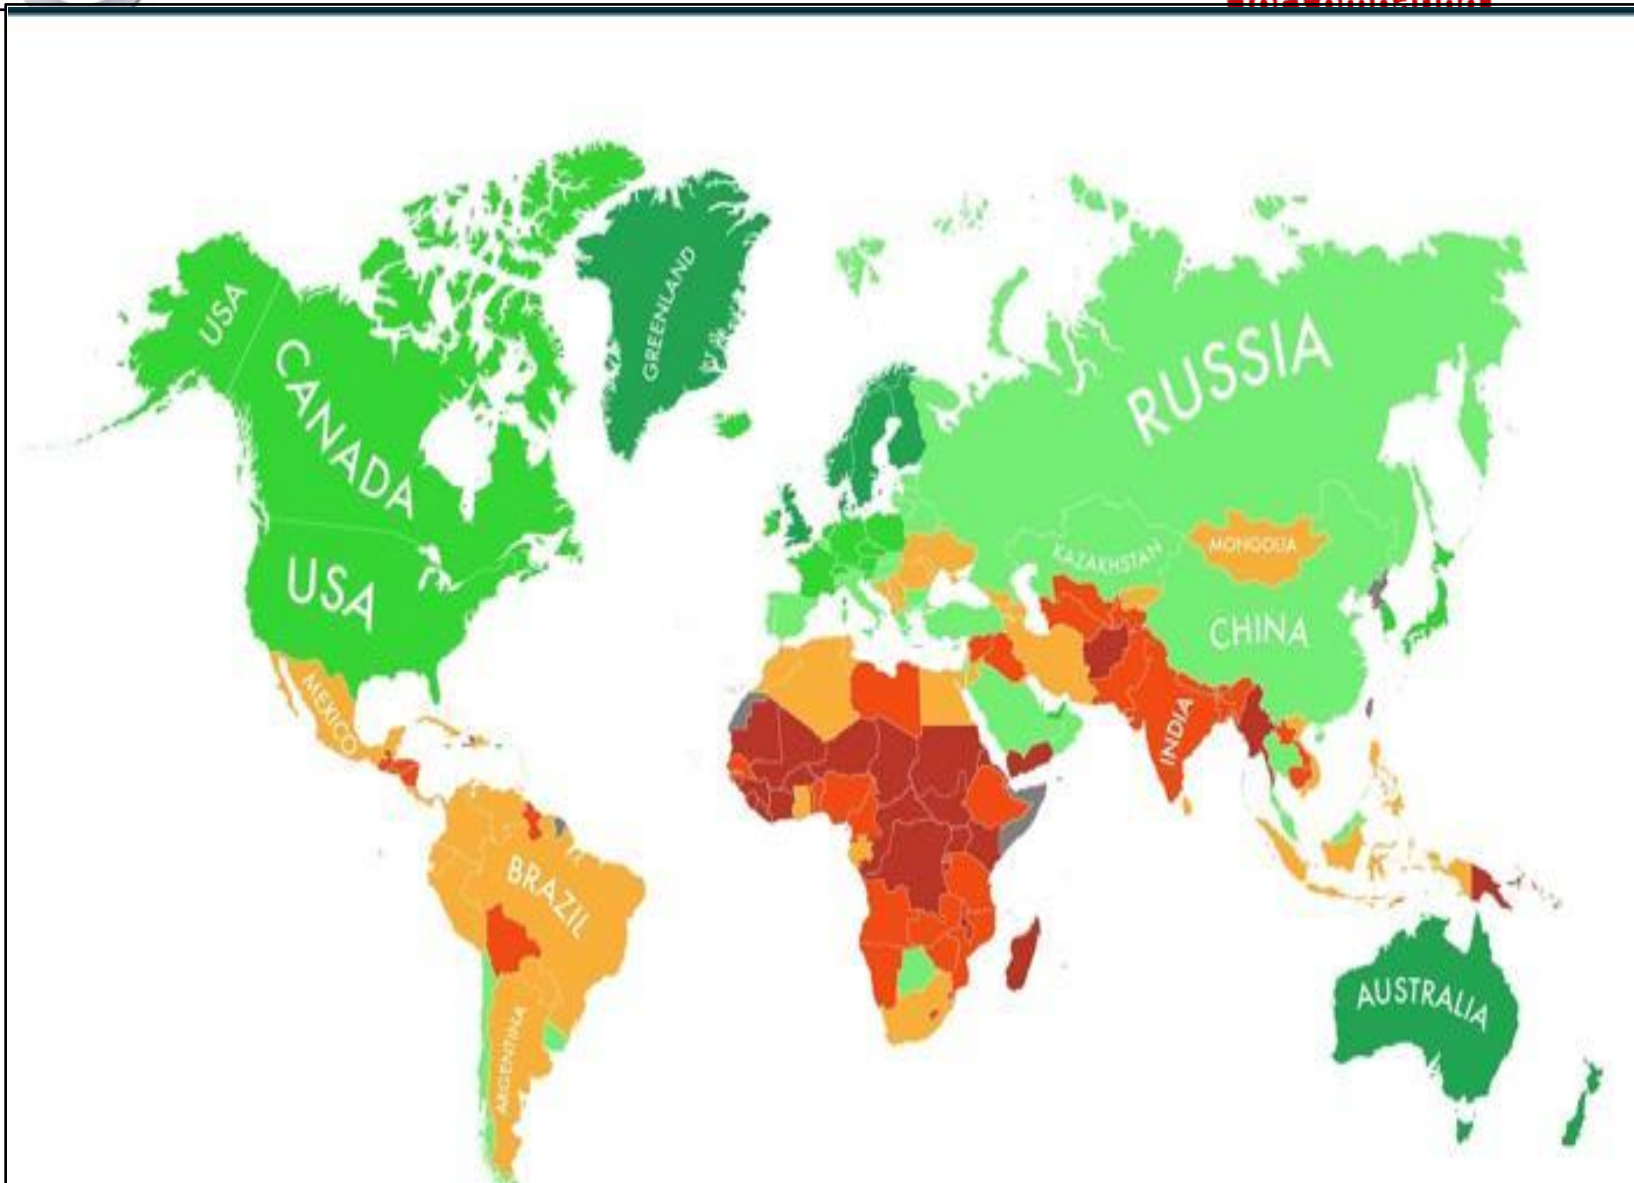 GREENLAND
USA
CANADA
RUSSIA
KAZAKHSTAN
MONGOLIA
USA
CHINA
MEXICO
INDIA
BRAZIL
AUSTRALIA
ARGENTINA